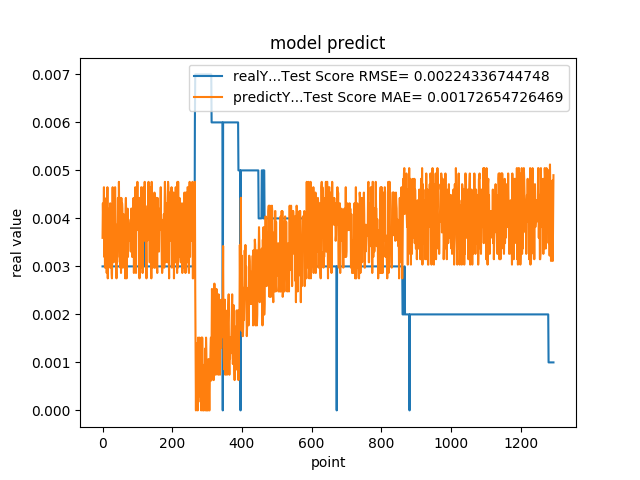 model predict
realY...Test Score RMSE= 0.00224336744748
predictY...Test Score MAE= 0.00172654726469
real value
0.007
0.006
0.005
0.004
0.003
0.002
0.001
0.000
0 200 400 600 800 1000 1200
point